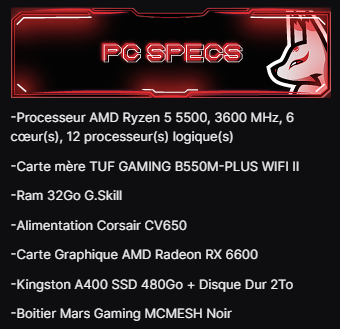 PC SPECS
-Processeur AMD Ryzen 5 5500, 3600 MHz, 6
cœur(s), 12 processeur(s) logique(s)
-Carte mère TUF GAMING B550M-PLUS WIFI II
-Ram 32Go G.Skill
-Alimentation Corsair CV650
-Carte Graphique AMD Radeon RX 6600
-Kingston A400 SSD 480Go + Disque Dur 2To
-Boitier Mars Gaming MCMESH Noir